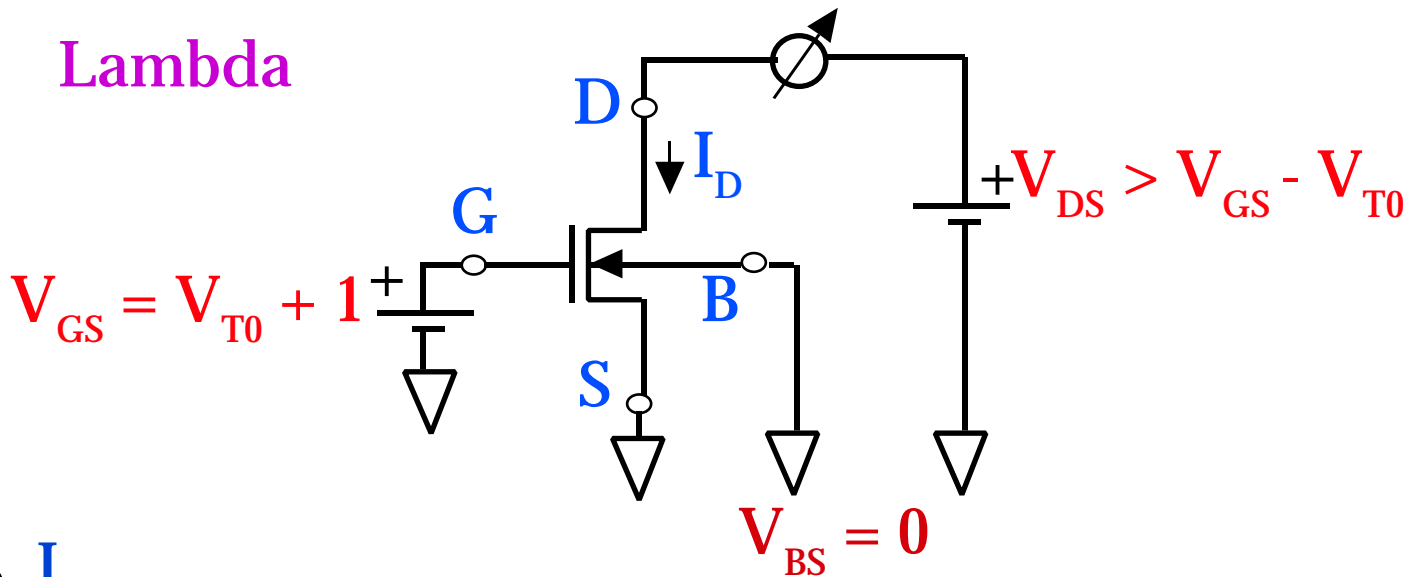 Lambda
D
I_D
+ V_DS > V_GS - V_T0
G
V_GS = V_T0 + 1 +
B
S
V_BS = 0
I